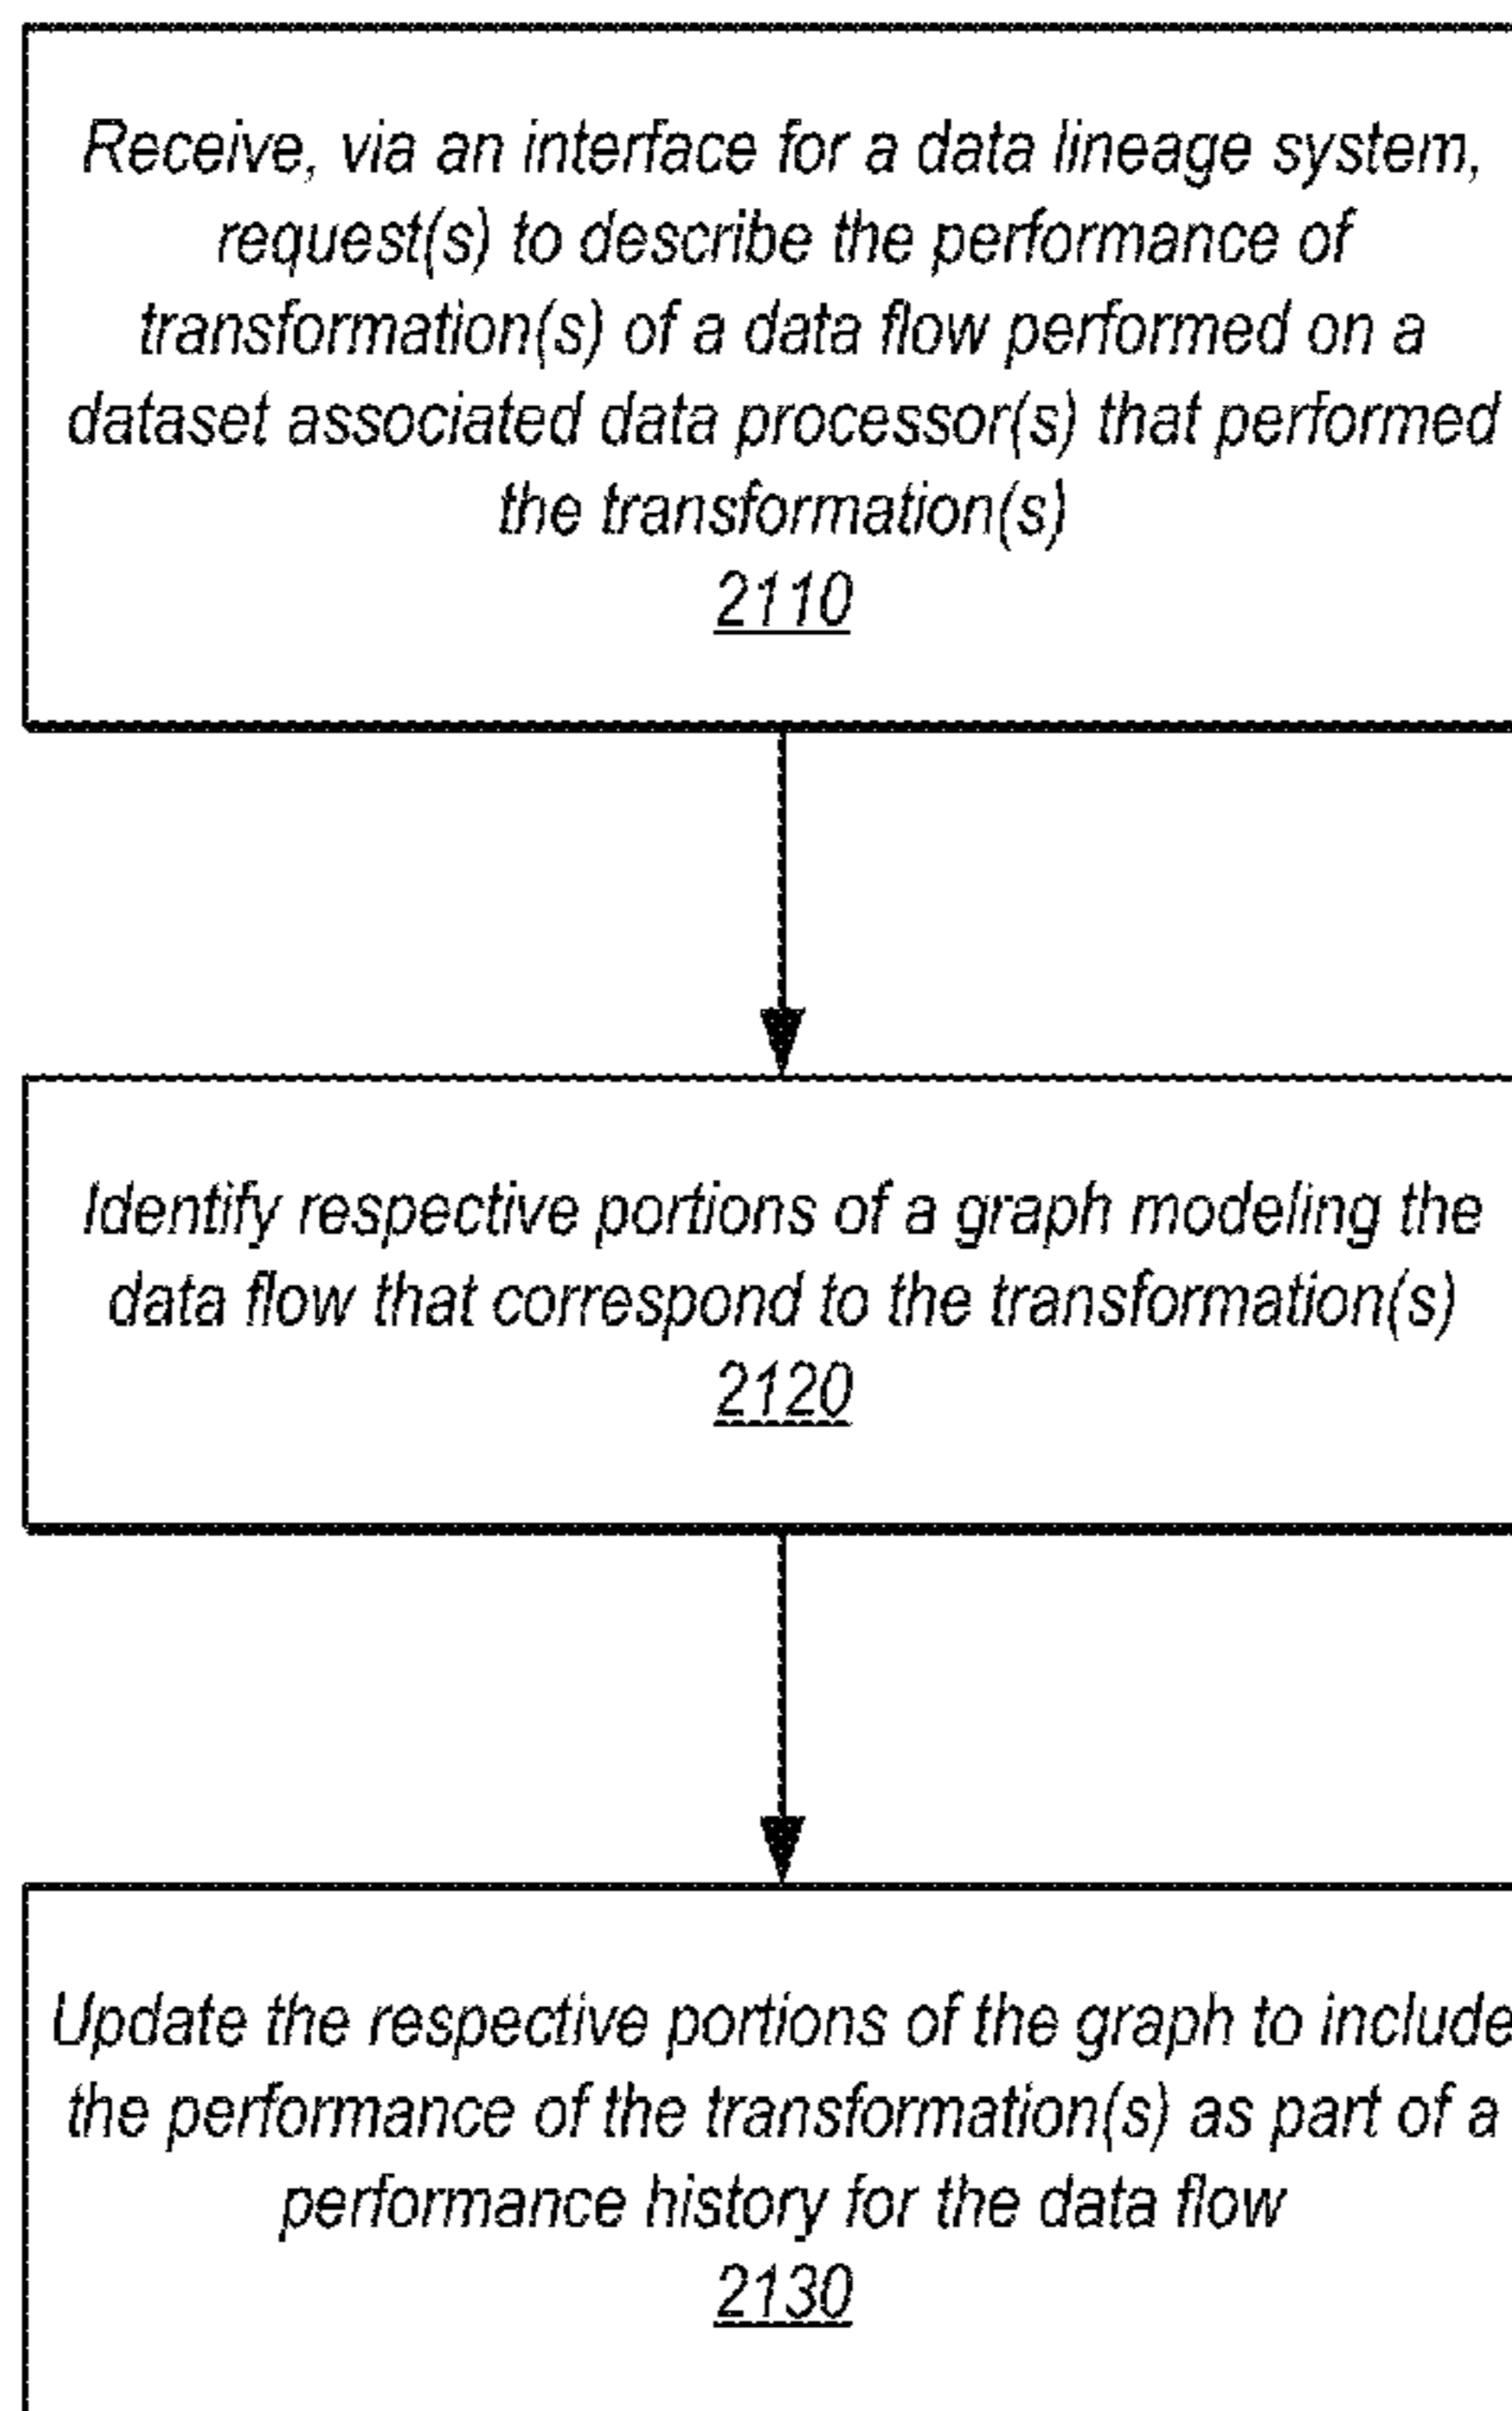 Receive, via an interface for a data lineage system,
request(s) to describe the performance of
transformation(s) of a data flow performed on a
dataset associated data processor(s) that performed
the transformation(s)
2110
Identify respective portions of a graph modeling the
data flow that correspond to the transformation(s)
2120
Update the respective portions of the graph to include
the performance of the transformation(s) as part of a
performance history for the data flow
2130